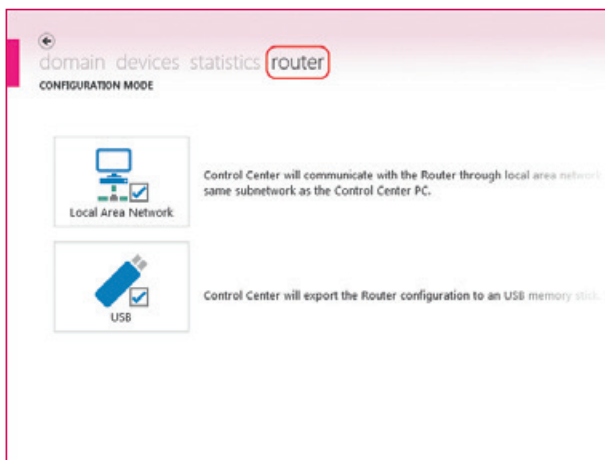 domain devices statistics router
CONFIGURATION MODE
Control Center will communicate with the Router through local area network
same subnetwork as the Control Center PC.
Local Area Network
Control Center will export the Router configuration to an USB memory stick.
USB